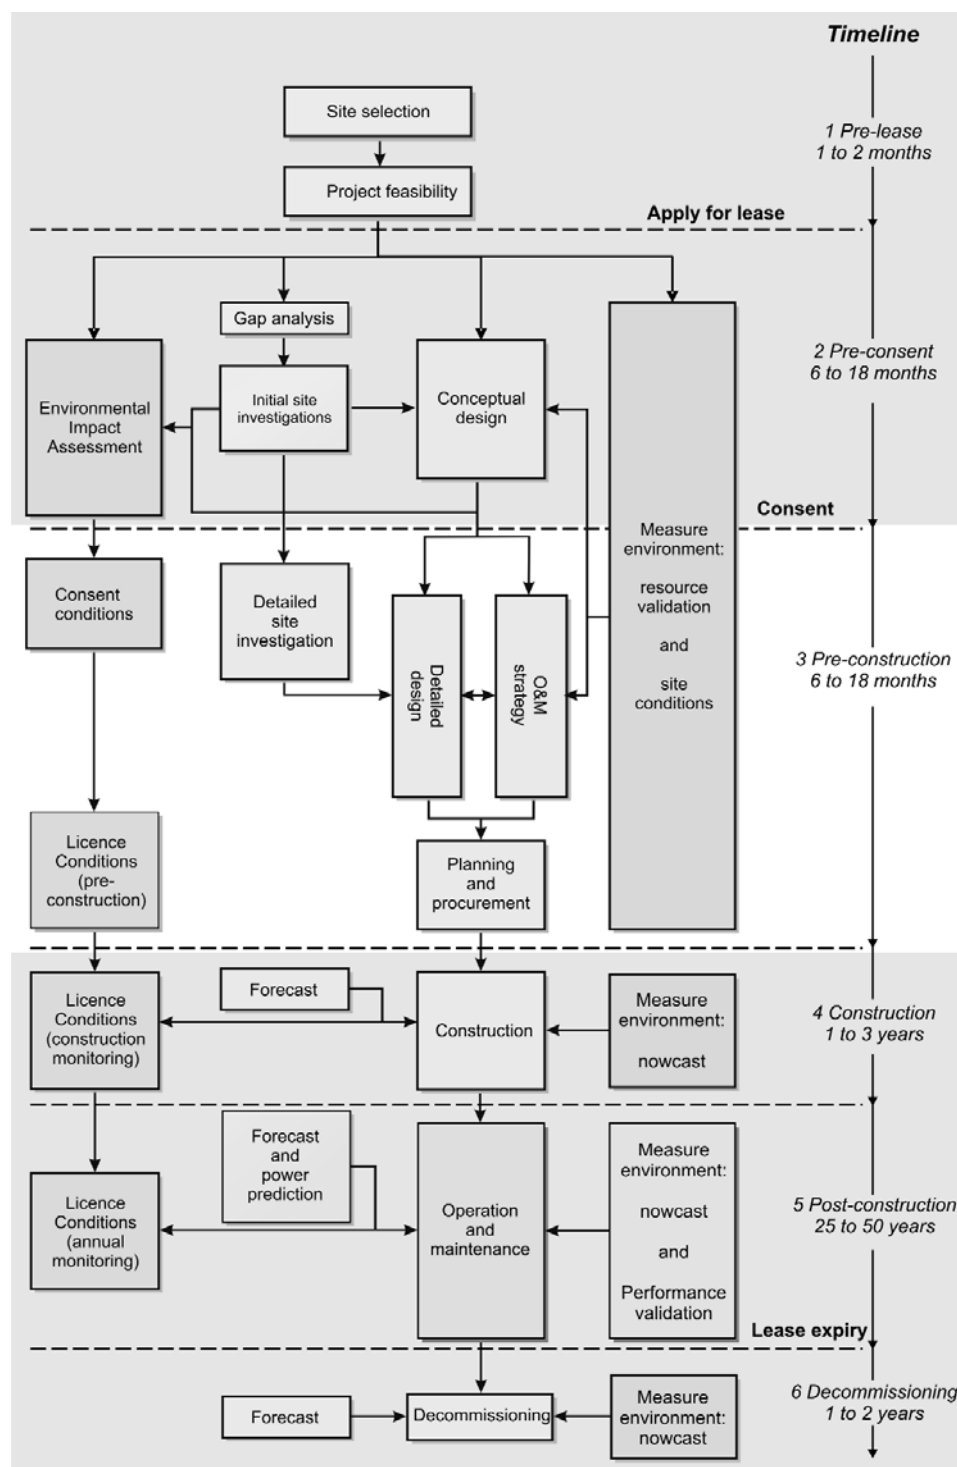 Timeline
Site selection
1 Pre-lease
1 to 2 months
Project feasibility
Apply for lease
Gap analysis
2 Pre-consent
6 to 18 months
Environmental
Impact
Assessment
Initial site
investigations
Conceptual
design
Consent
Measure
environment:
resource
validation
and
site
conditions
Consent
conditions
Detailed
site
investigation
Detailed
design
O&M
strategy
3 Pre-construction
6 to 18 months
Licence
Conditions
(pre-
construction)
Planning
and
procurement
Licence
Conditions
(construction
monitoring)
Forecast
Construction
Measure
environment:
nowcast
4 Construction
1 to 3 years
Forecast
and
power
prediction
Licence
Conditions
(annual
monitoring)
Operation
and
maintenance
Measure
environment:
nowcast
and
Performance
validation
5 Post-construction
25 to 50 years
Lease expiry
Forecast
Decommissioning
Measure
environment:
nowcast
6 Decommissioning
1 to 2 years